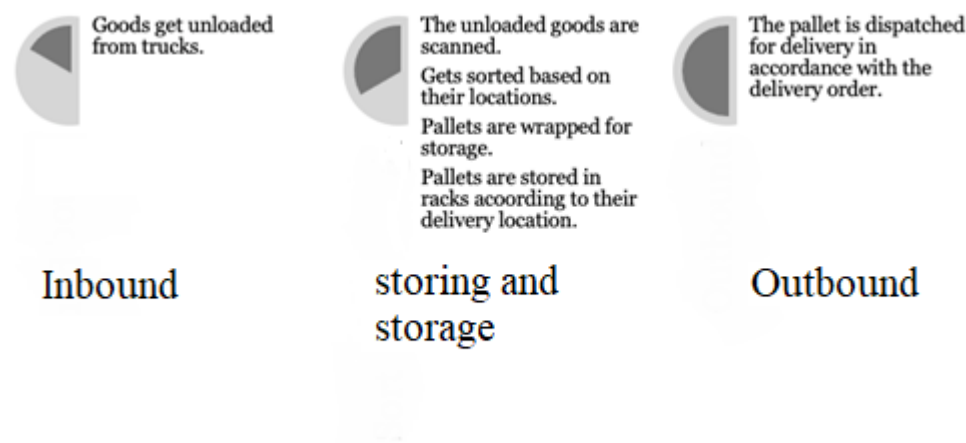 Goods get unloaded
from trucks.
The unloaded goods are
scanned.
Gets sorted based on
their locations.
Pallets are wrapped for
storage.
Pallets are stored in
racks acoording to their
delivery location.
The pallet is dispatched
for delivery in
accordance with the
delivery order.
Inbound
storing and
storage
Outbound